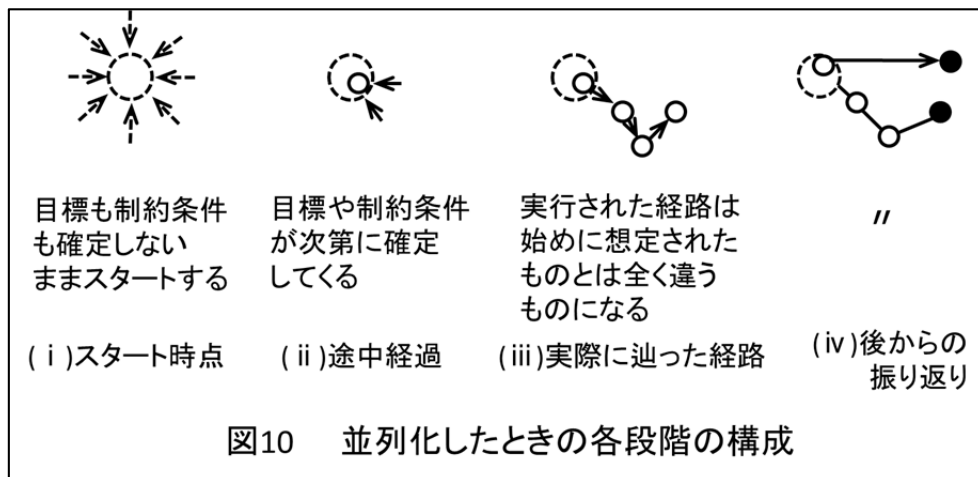 目標も制約条件
も確定しない
ままスタートする
(ⅰ)スタート時点
目標や制約条件
が次第に確定
してくる
(ⅱ)途中経過
実行された経路は
始めに想定された
ものとは全く違う
ものになる
(ⅲ)実際に辿った経路
〃
(ⅳ)後からの
振り返り
図10 並列化したときの各段階の構成